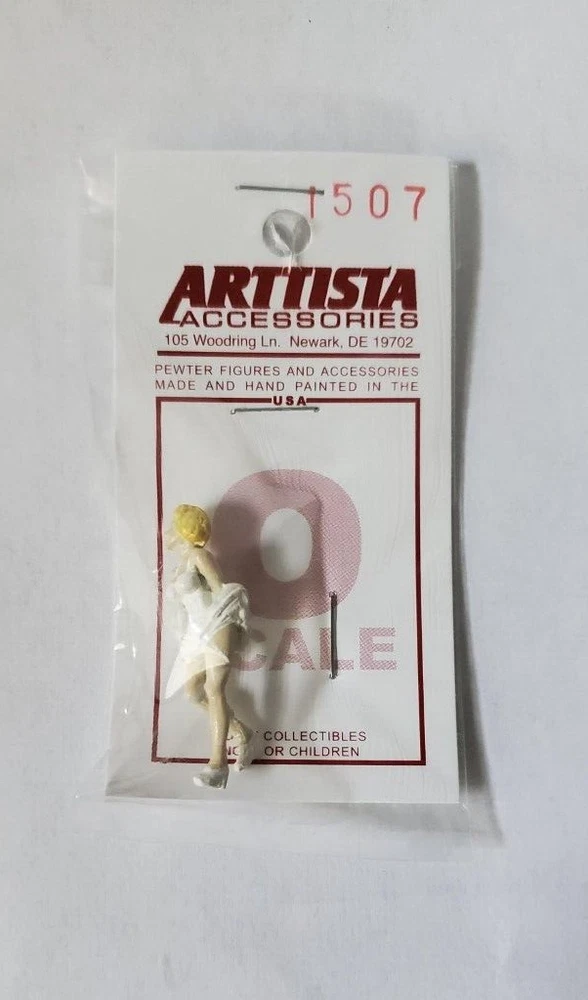 1507
ARTTISTA
ACCESSORIES
105 Woodring Ln. Newark, DE 19702
PEWTER FIGURES AND ACCESSORIES
MADE AND HAND PAINTED IN THE
USA
O
SCALE
COLLECTIBLES
OR CHILDREN